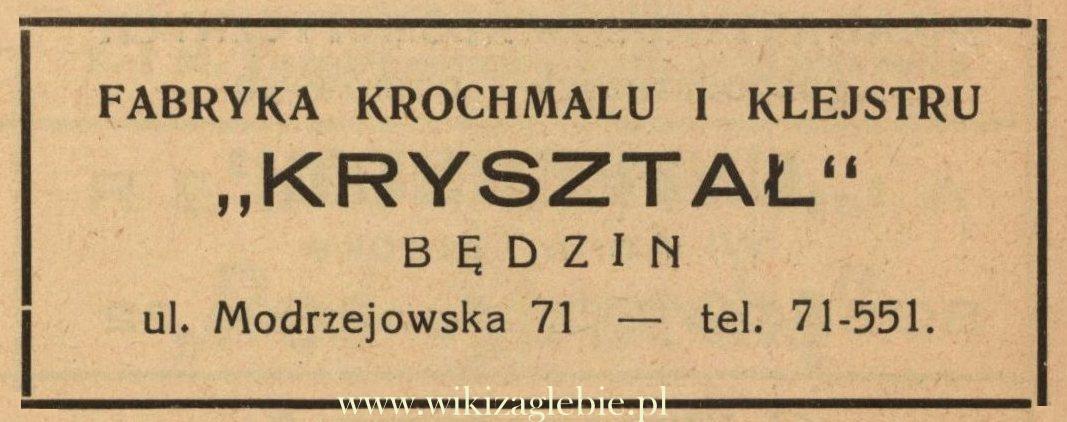 FABRYKA KROCHMALU I KLEJSTRU
„KRYSZTAŁ“
BĘDZIN
ul. Modrzejowska 71 — tel. 71-551.
www.wikizaglebie.pl